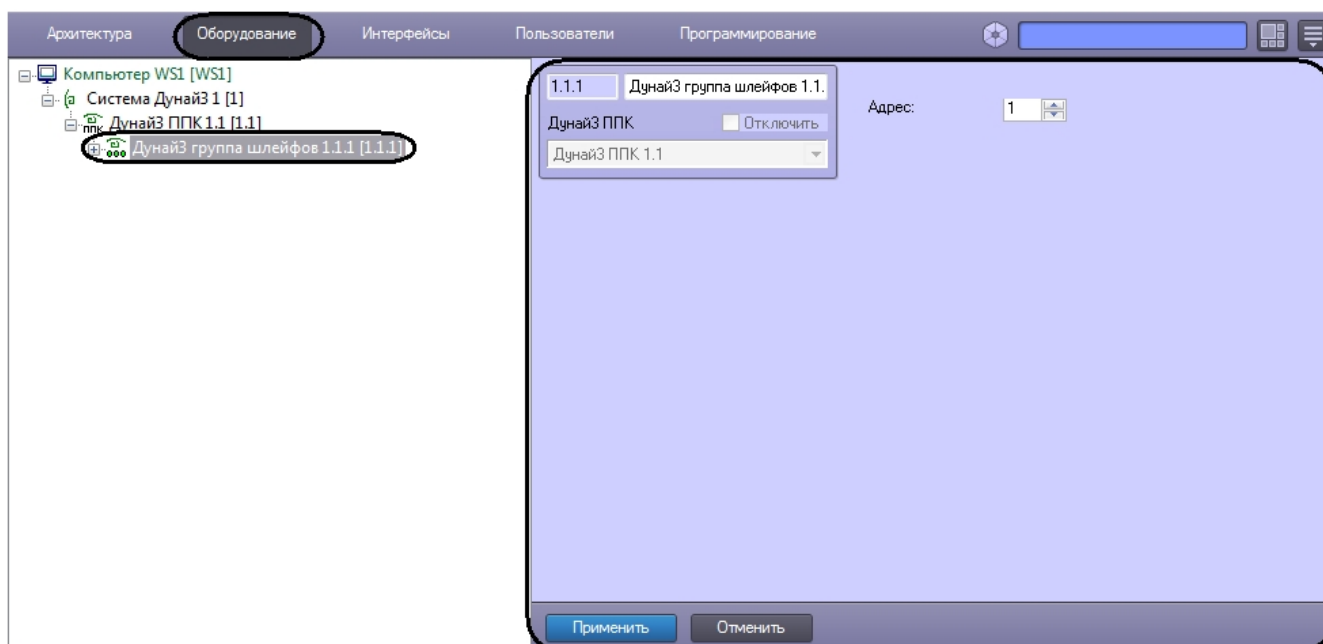 Архитектура Оборудование Интерфейсы Пользователи Программирование
Компьютер WS1 [WS1]
Система Дунай3 1 [1]
Дунай3 ППК 1.1 [1.1]
Дунай3 группа шлейфов 1.1.1 [1.1.1]
1.1.1 Дунай3 группа шлейфов 1.1.
Дунай3 ППК Отключить
Дунай3 ППК 1.1
Адрес: 1
Применить Отменить